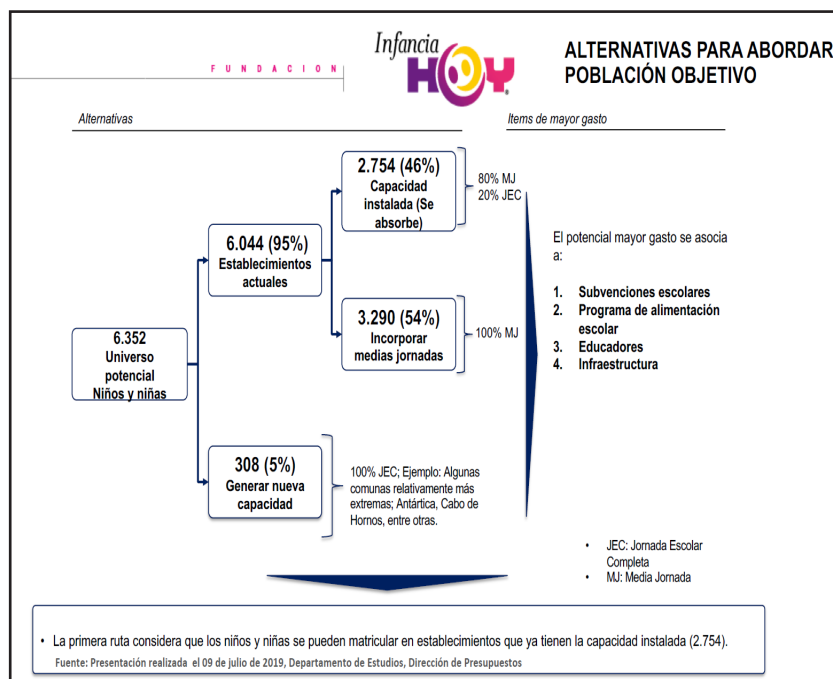 FUNDACION
Infancia
HOY
ALTERNATIVAS PARA ABORDAR
POBLACIÓN OBJETIVO
Alternativas
Items de mayor gasto
6.352
Universo
potencial
Niños y niñas
6.044 (95%)
Establecimientos
actuales
308 (5%)
Generar nueva
capacidad
2.754 (46%)
Capacidad
instalada (Se
absorbe)
80% MJ
20% JEC
3.290 (54%)
Incorporar
medias jornadas
100% MJ
100% JEC; Ejemplo: Algunas
comunas relativamente más
extremas; Antártica, Cabo de
Hornos, entre otras.
El potencial mayor gasto se asocia
a:
1. Subvenciones escolares
2. Programa de alimentación
escolar
3. Educadores
4. Infraestructura
• JEC: Jornada Escolar
Completa
• MJ: Media Jornada
• La primera ruta considera que los niños y niñas se pueden matricular en establecimientos que ya tienen la capacidad instalada (2.754).
Fuente: Presentación realizada el 09 de julio de 2019, Departamento de Estudios, Dirección de Presupuestos